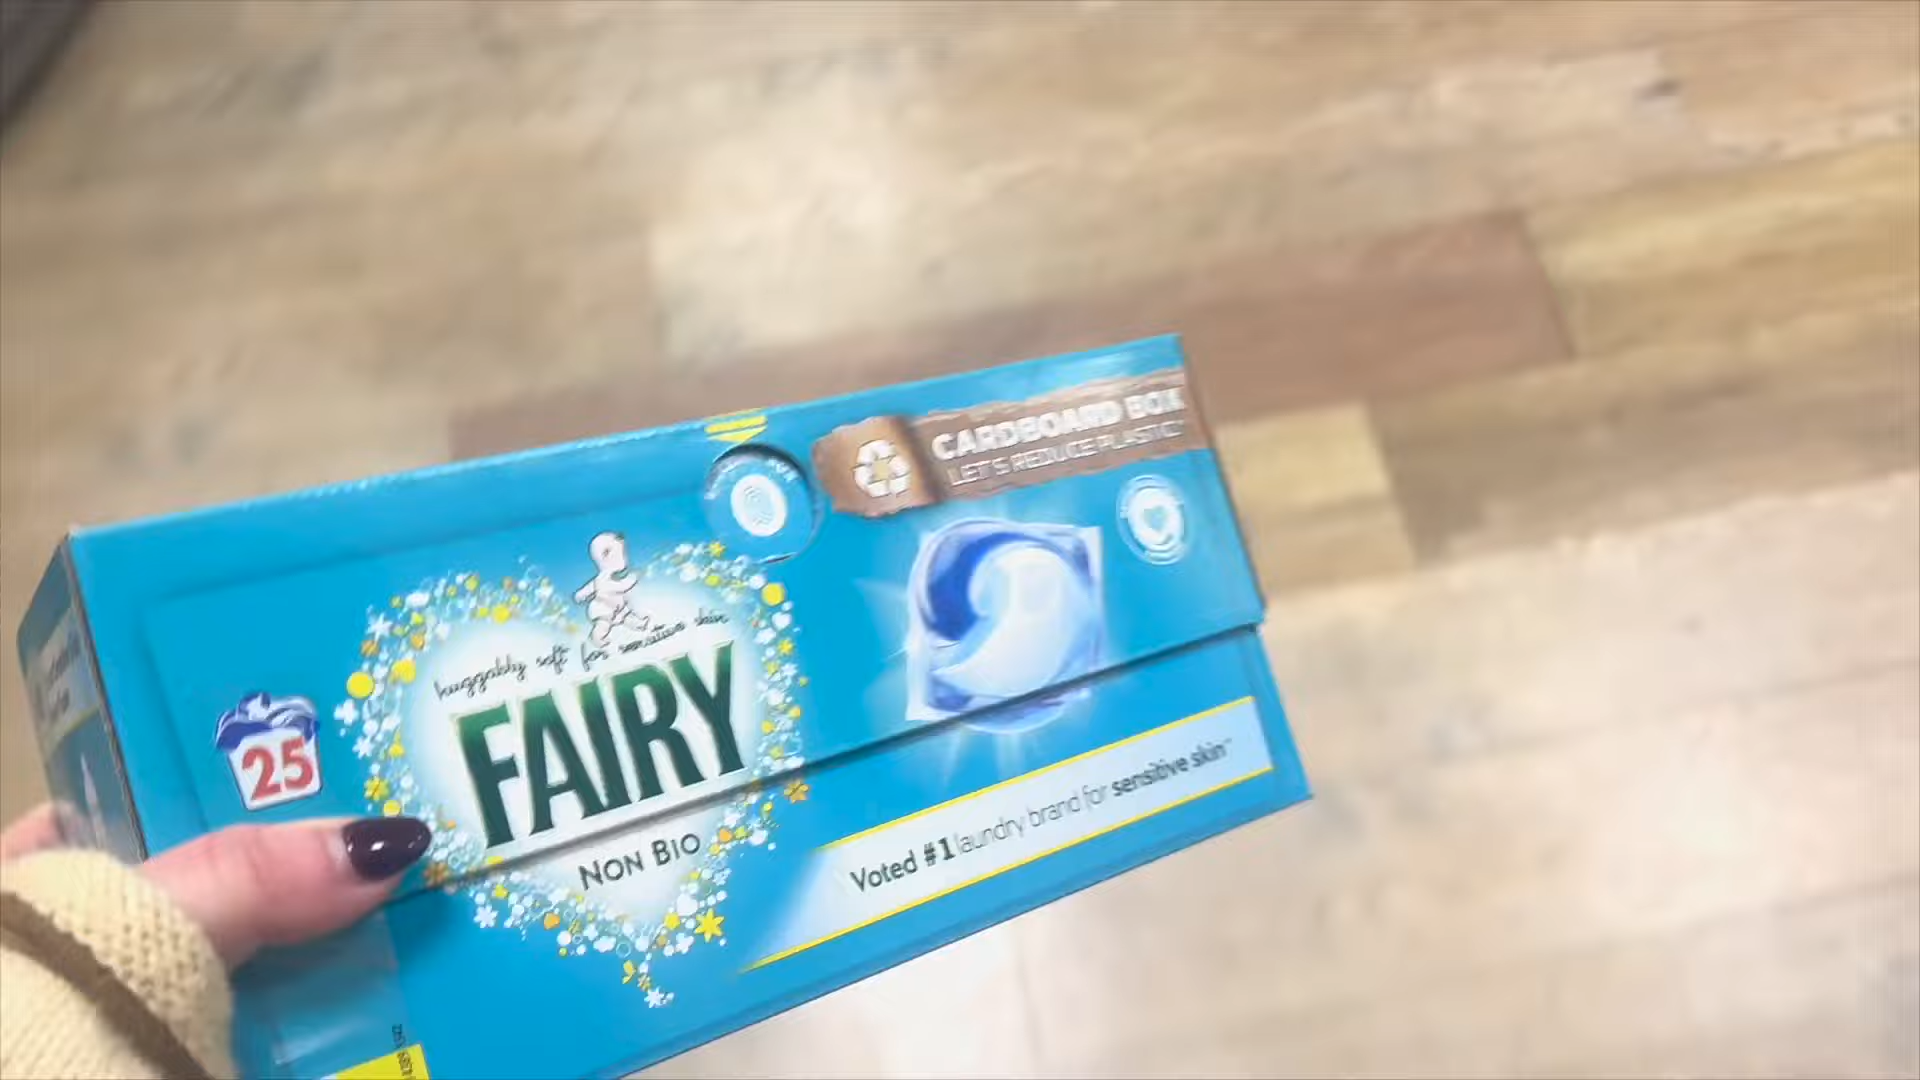 CARDBOARD BOX
LET'S REDUCE PLASTIC
huggably soft for sensitive skin
FAIRY
NON BIO
25
Voted #1 laundry brand for sensitive skin